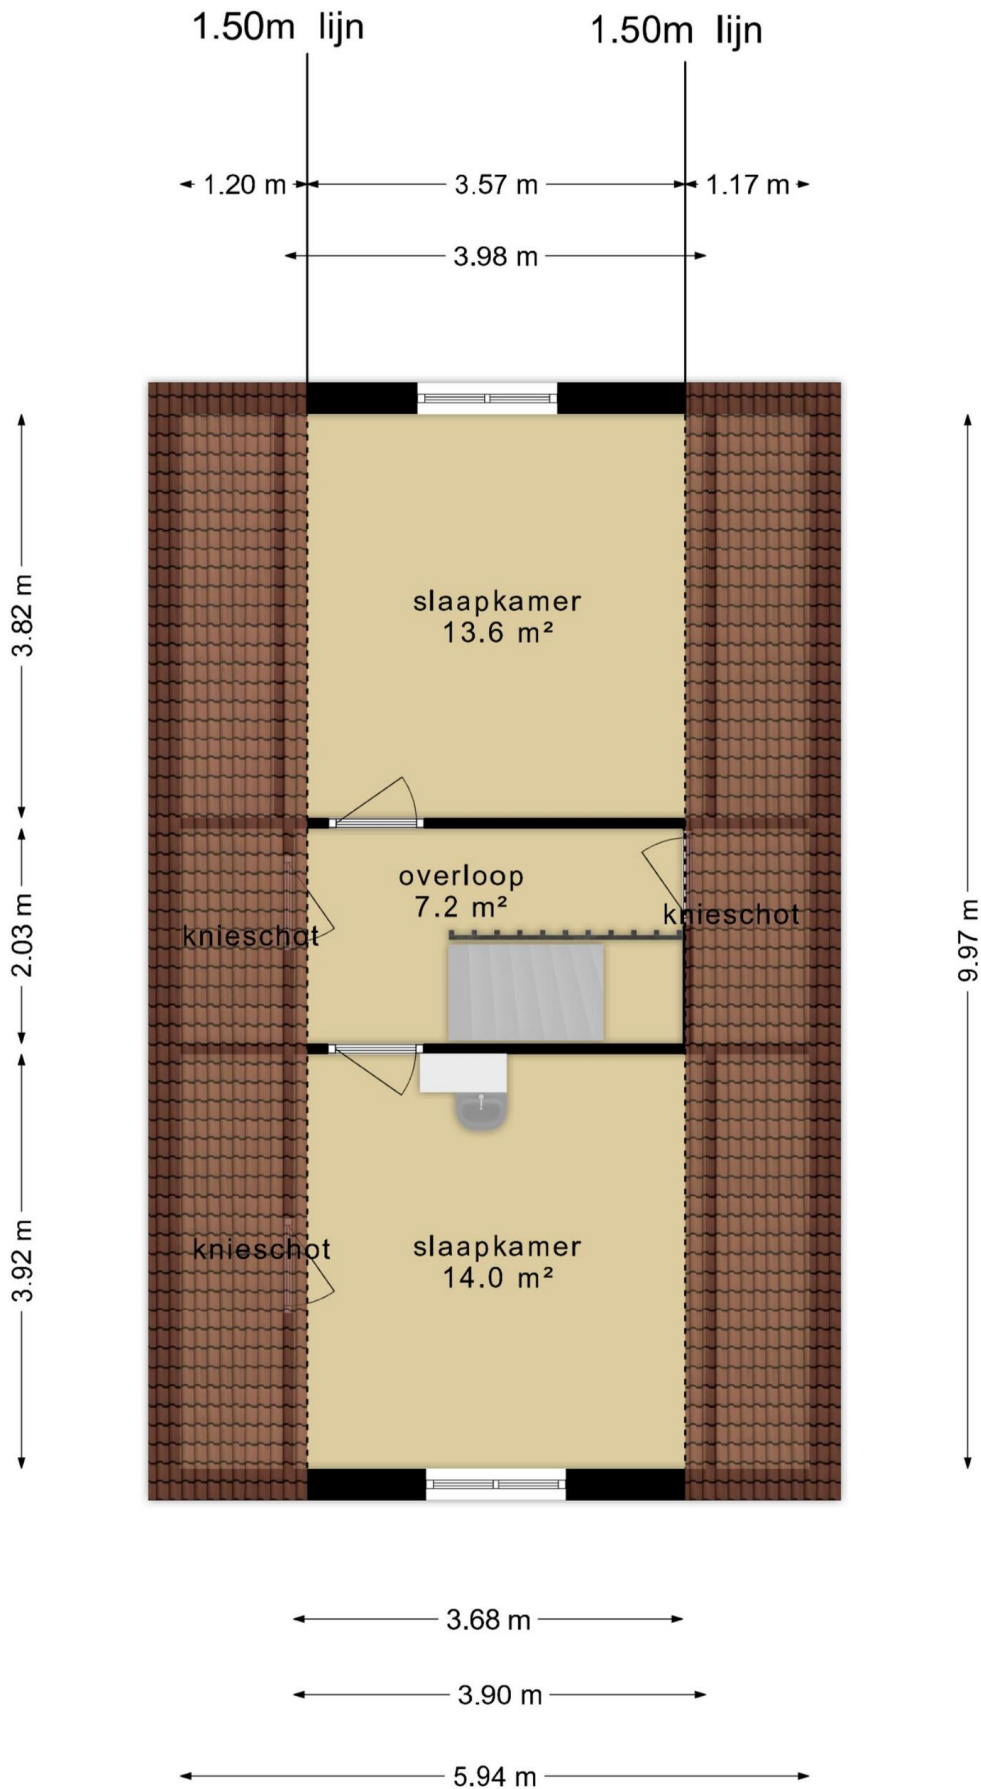 1.50m lijn
1.50m lijn
1.20 m
3.57 m
1.17 m
3.98 m
3.82 m
slaapkamer
13.6 m²
overloop
7.2 m²
knieschot
knieschot
2.03 m
9.97 m
3.92 m
knieschot
slaapkamer
14.0 m²
3.68 m
3.90 m
5.94 m